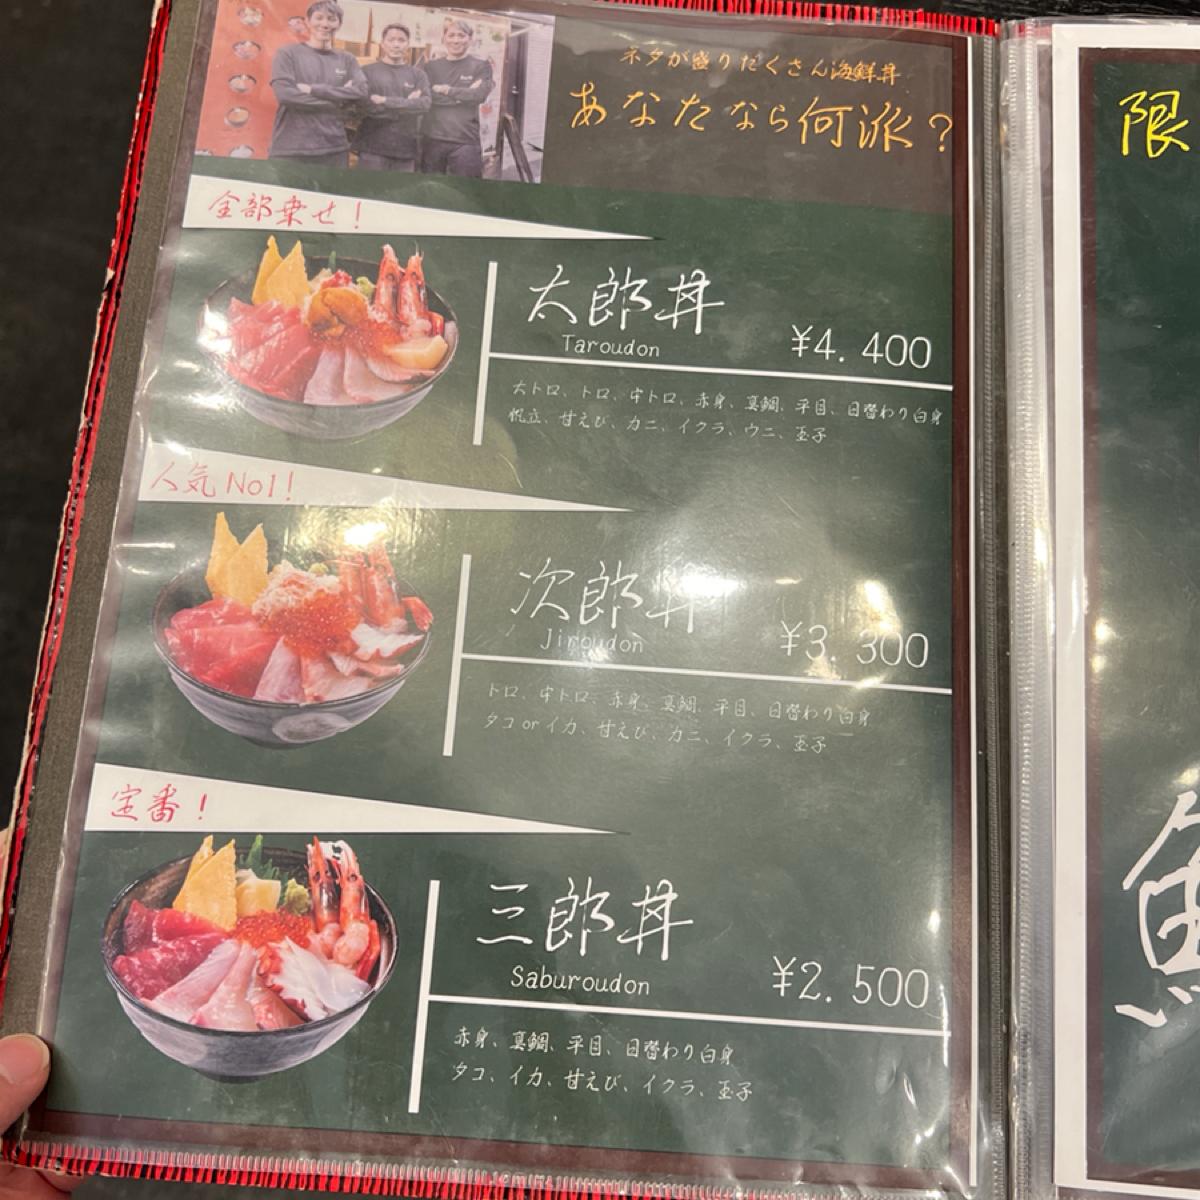 ネタが盛りだくさん海鮮丼
あなたなら何派？
全部乗せ！
太郎丼
Taroudon
¥4.400
大トロ、トロ、中トロ、赤身、真鯛、平目、日替わり白身
帆立、甘えび、カニ、イクラ、ウニ、玉子
人気No1!
次郎丼
Jiroudon
¥3.300
トロ、中トロ、赤身、真鯛、平目、日替わり白身
タコ or イカ、甘えび、カニ、イクラ、玉子
定番！
三郎丼
Saburoudon
¥2.500
赤身、真鯛、平目、日替わり白身
タコ、イカ、甘えび、イクラ、玉子
限